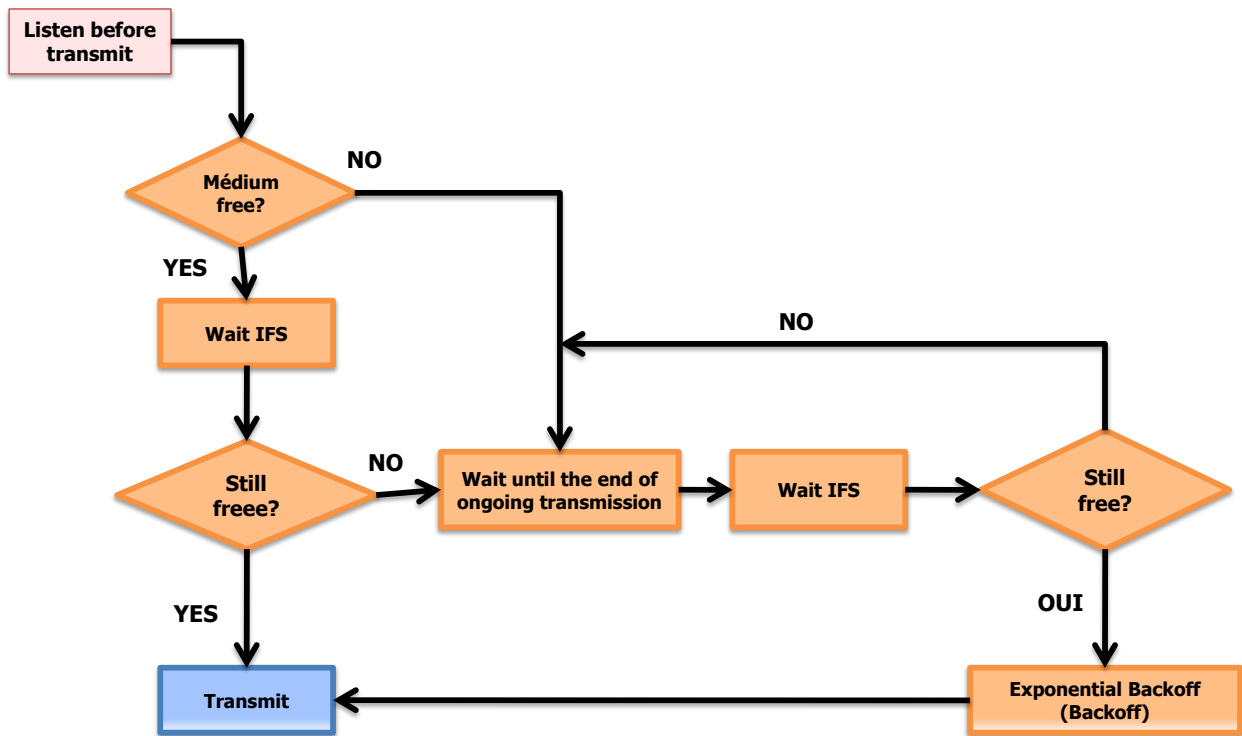 Listen before
transmit
NO
Médium
free?
YES
Wait IFS
NO
Still
freee?
NO
Wait until the end of
ongoing transmission
Wait IFS
Still
free?
YES
OUI
Transmit
Exponential Backoff
(Backoff)